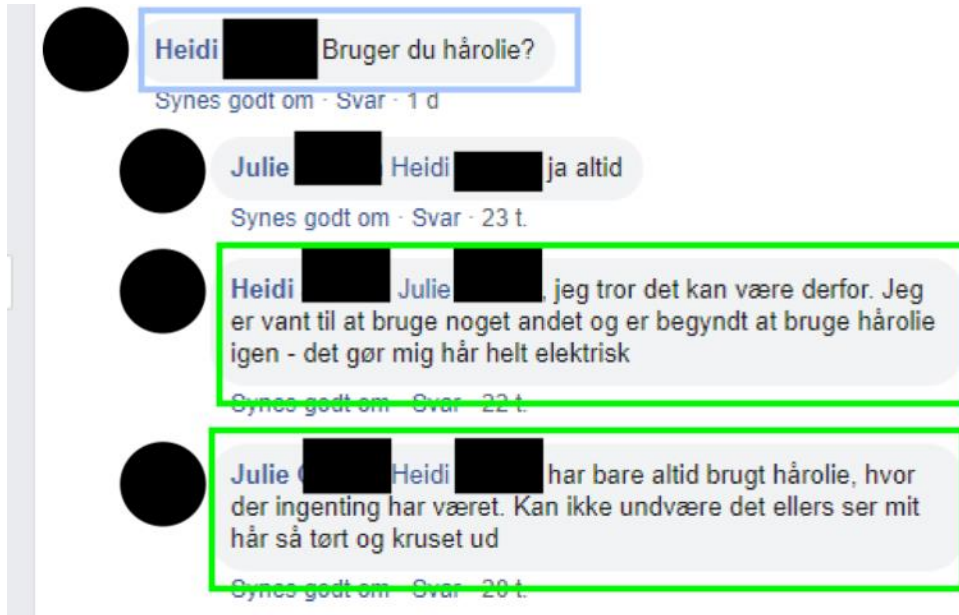 Heidi Bruger du hårolie?
Synes godt om · Svar · 1 d
Julie Heidi ja altid
Synes godt om · Svar · 23 t.
Heidi Julie , jeg tror det kan være derfor. Jeg
er vant til at bruge noget andet og er begyndt at bruge hårolie
igen - det gør mig hår helt elektrisk
Synes godt om · Svar · 22 t.
Julie Heidi har bare altid brugt hårolie, hvor
der ingenting har været. Kan ikke undvære det ellers ser mit
hår så tørt og kruset ud
Synes godt om · Svar · 20 t.